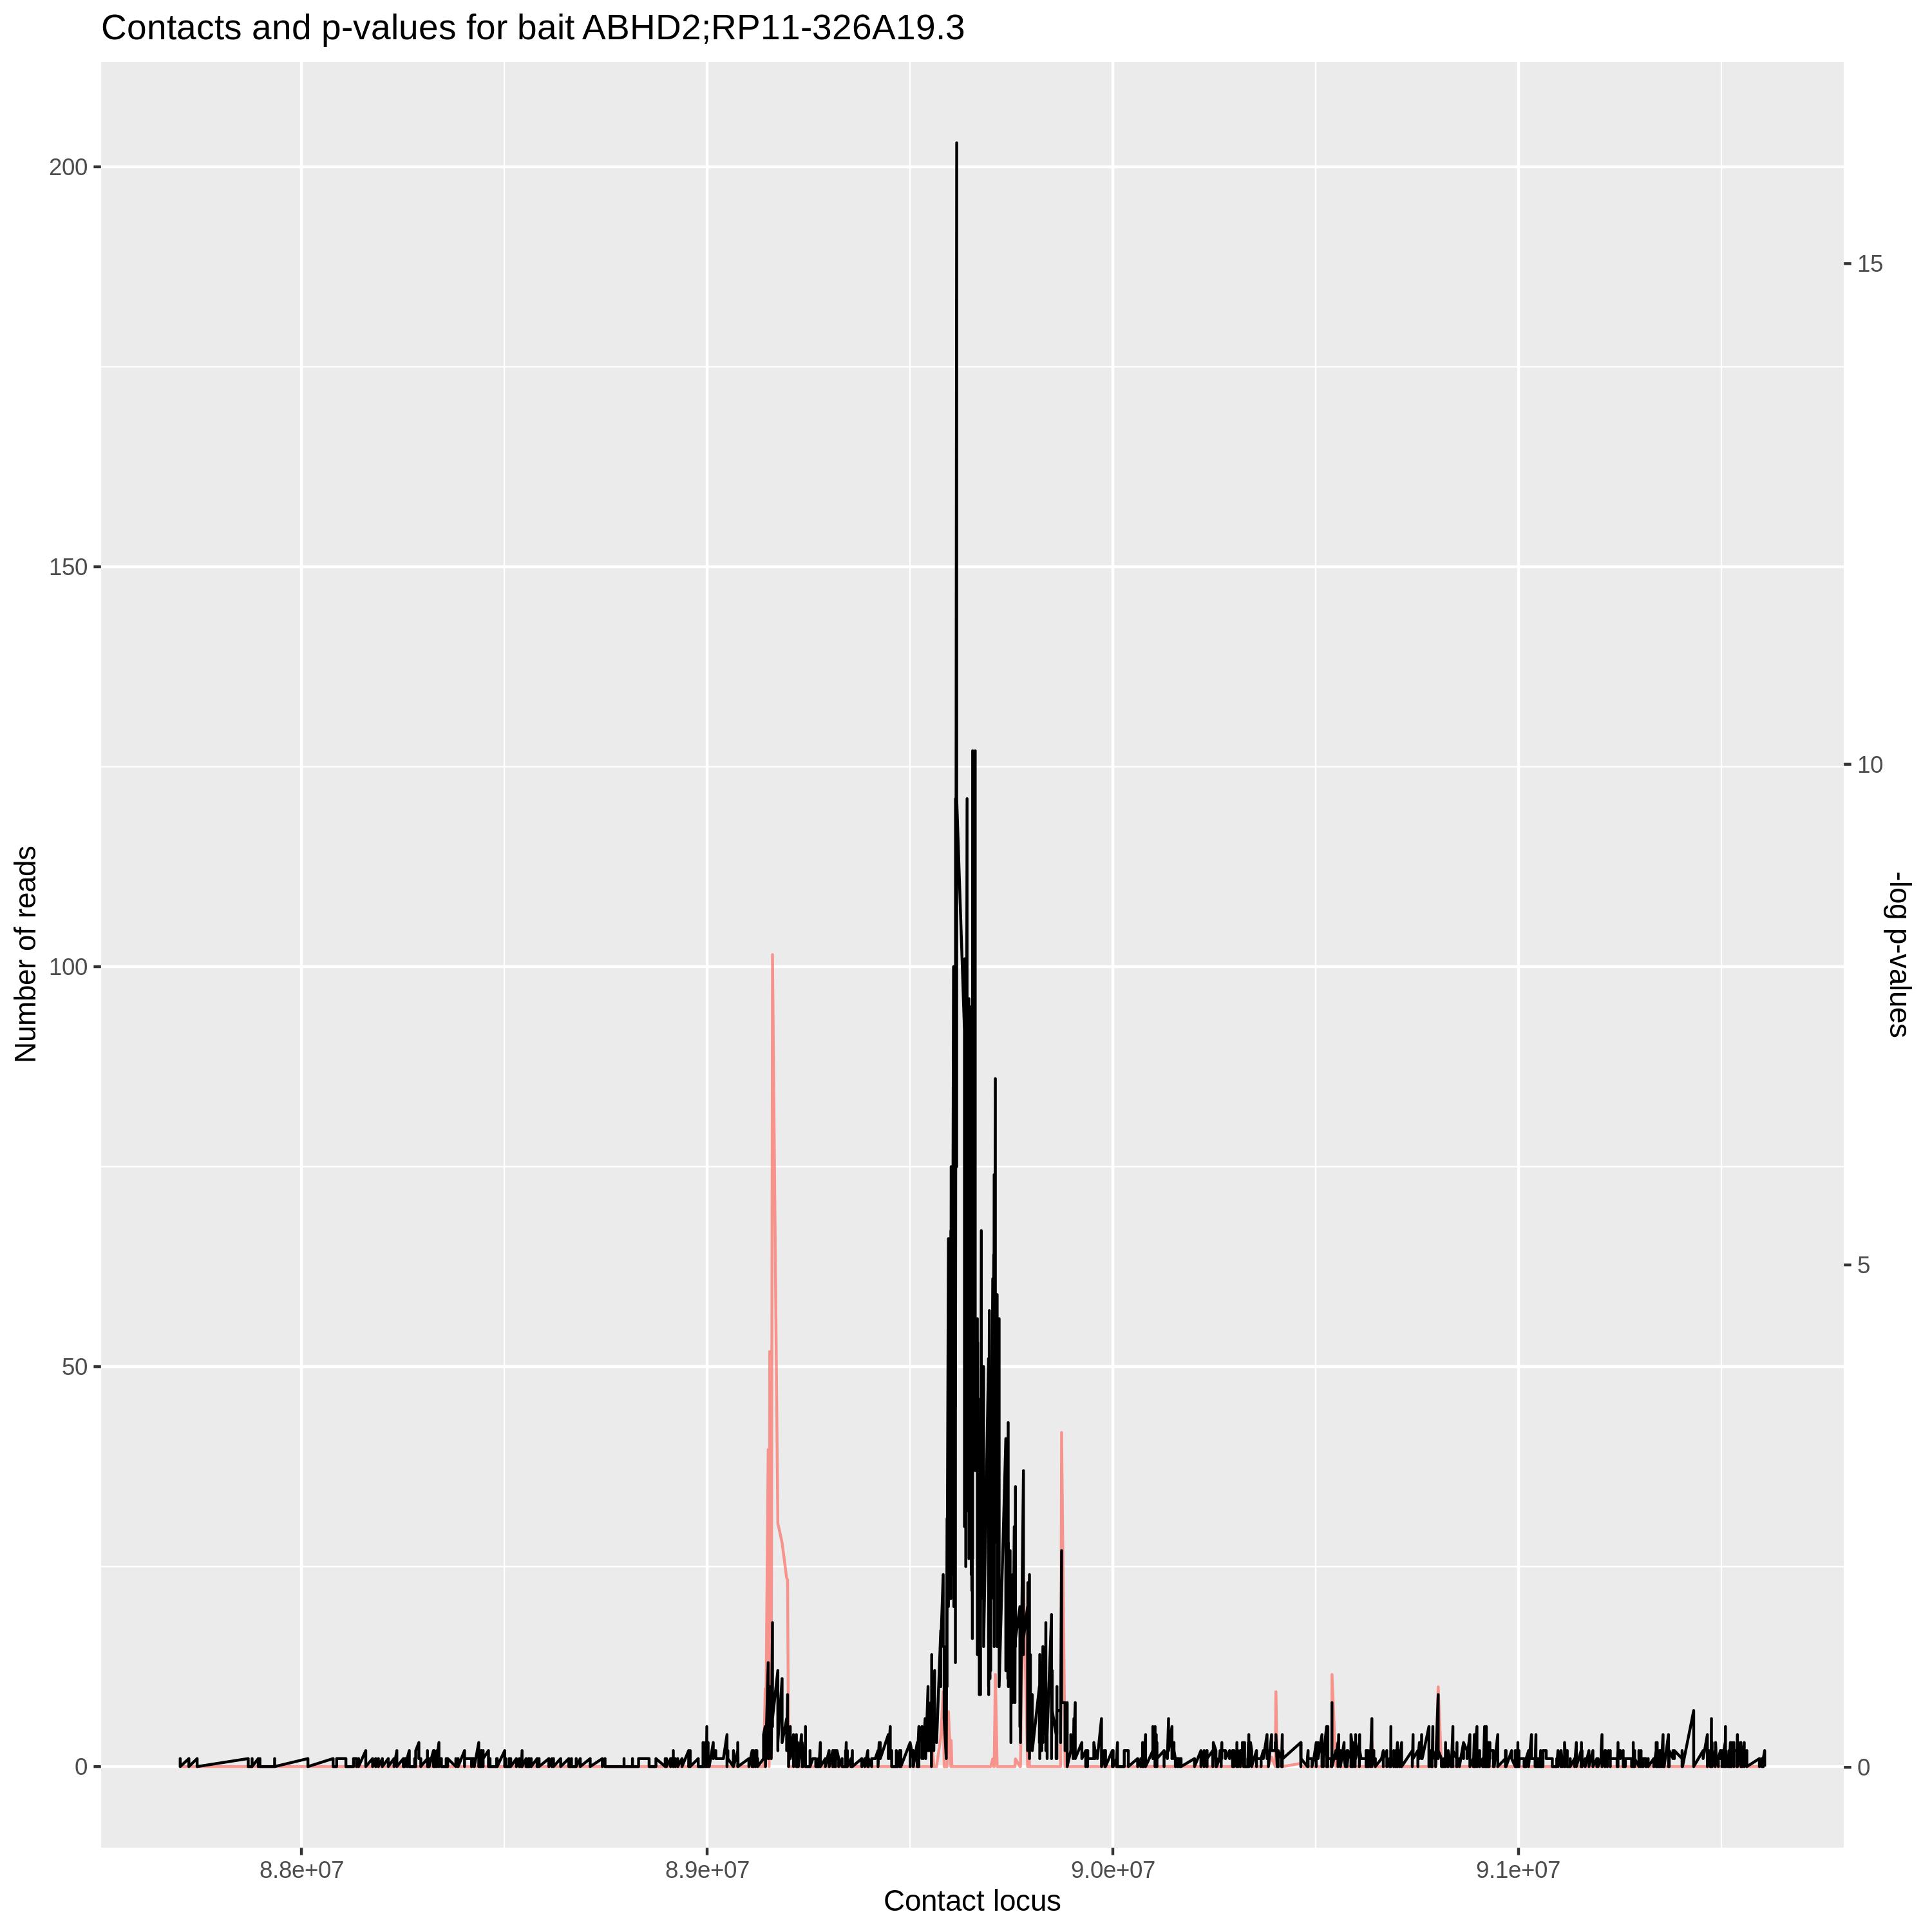 Contacts and p-values for bait ABHD2;RP11-326A19.3
200
150
100
50
0
Number of reads
15
10
5
0
-log p-values
8.8e+07
8.9e+07
9.0e+07
9.1e+07
Contact locus